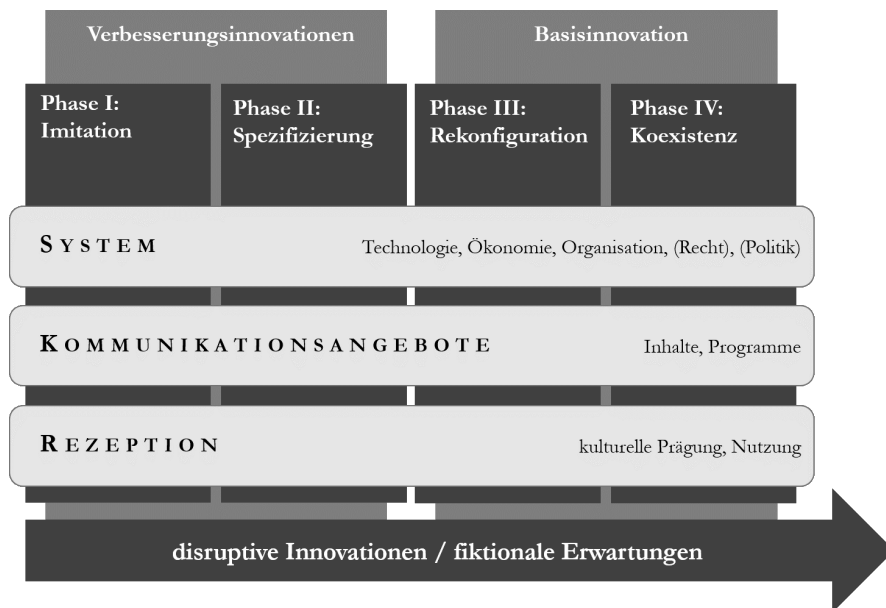 Verbesserungsinnovationen
Basisinnovation
Phase I:
Imitation
Phase II:
Spezifizierung
Phase III:
Rekonfiguration
Phase IV:
Koexistenz
SYSTEM
Technologie, Ökonomie, Organisation, (Recht), (Politik)
KOMMUNIKATIONSANGEBOTE
Inhalte, Programme
REZEPTION
kulturelle Prägung, Nutzung
disruptive Innovationen / fiktionale Erwartungen